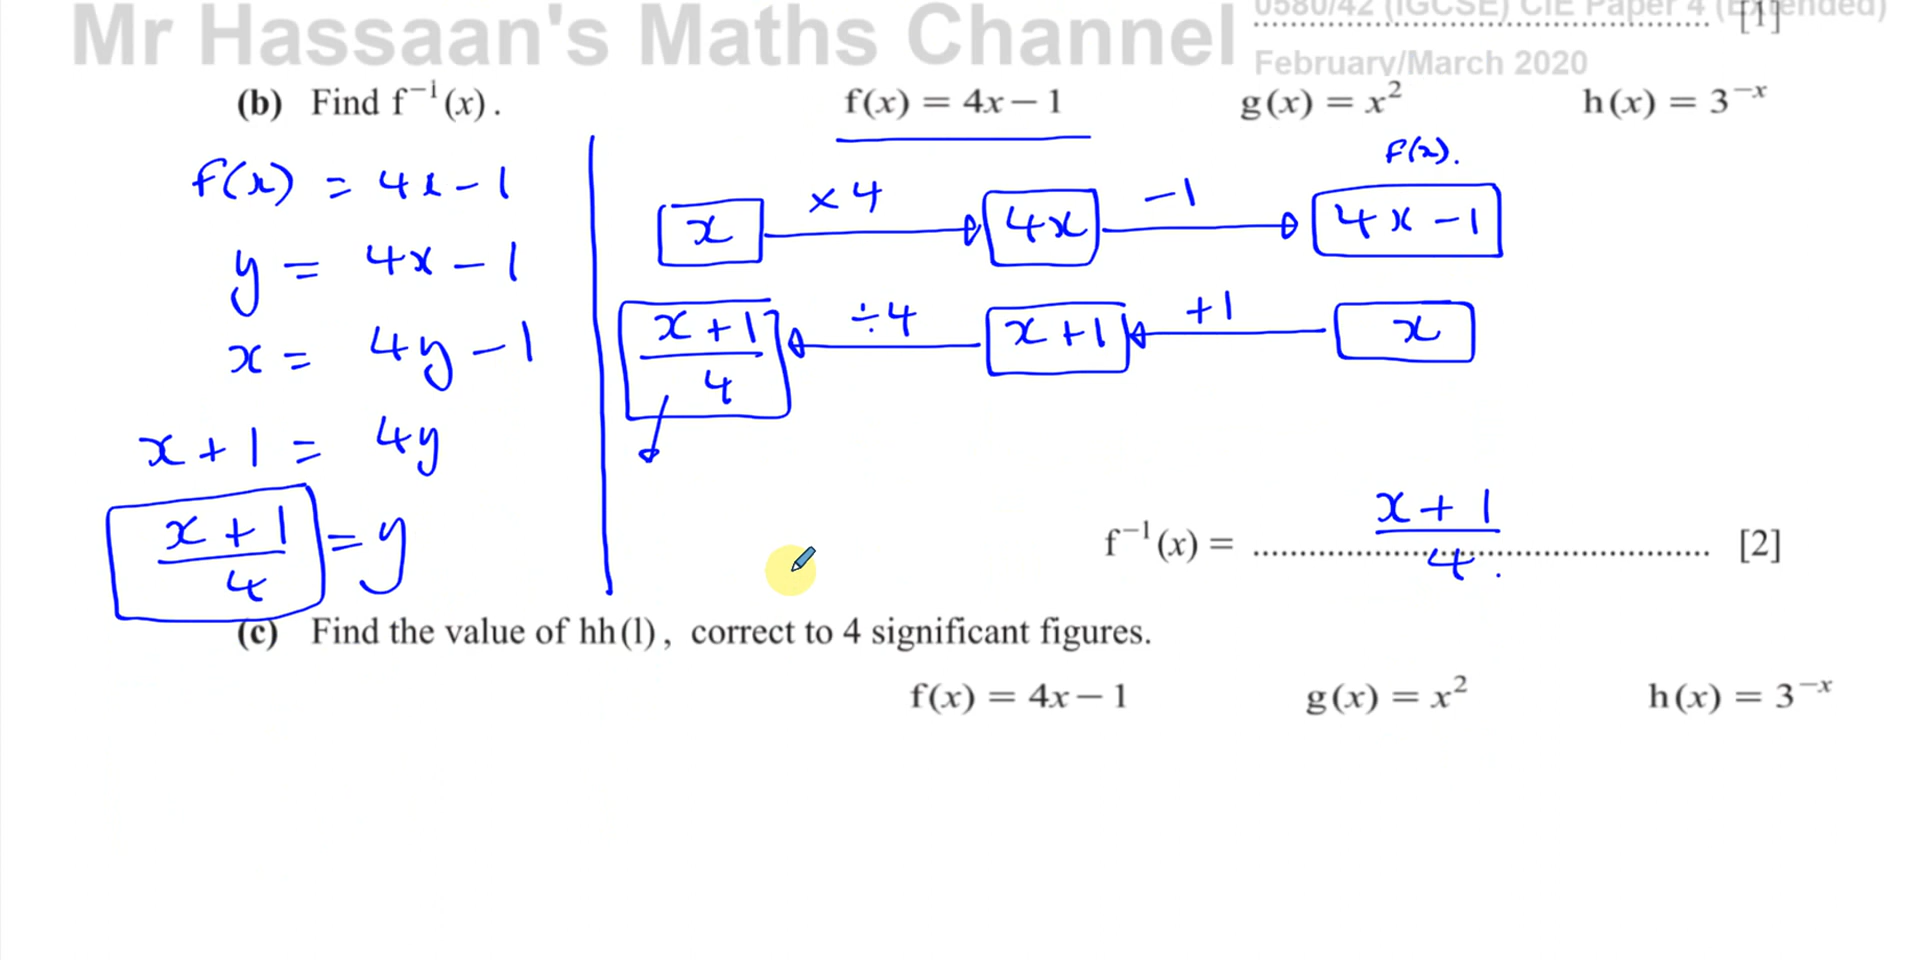 Mr Hassaan's Maths Channel
0580/42 (IGCSE) CIE Paper 4 (Extended)
[1]
February/March 2020
(b) Find f⁻¹(x). f(x) = 4x − 1 g(x) = x² h(x) = 3⁻ˣ
f(x) = 4x − 1
y = 4x − 1
x = 4y − 1
x + 1 = 4y
(x + 1)/4 = y
F(x).
x ×4 4x −1 4x − 1
(x + 1)/4 ÷4 x + 1 +1 x
f⁻¹(x) = (x + 1)/4. [2]
(c) Find the value of hh(1), correct to 4 significant figures.
f(x) = 4x − 1 g(x) = x² h(x) = 3⁻ˣ